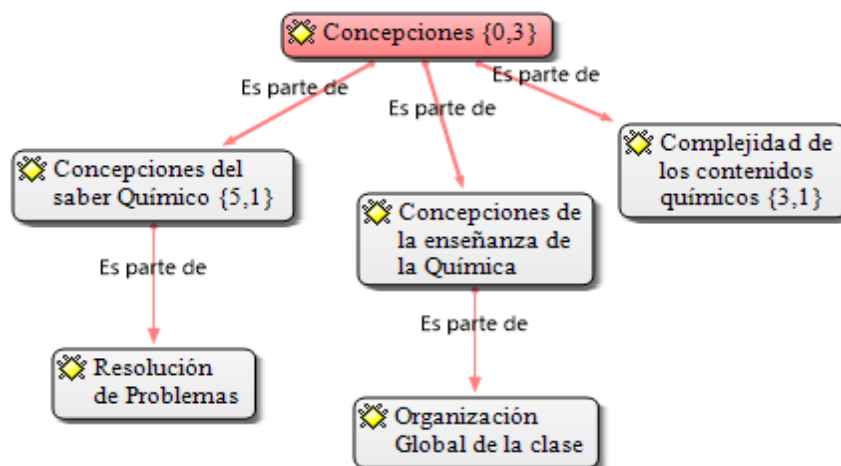 Concepciones {0,3}
Es parte de
Es parte de
Es parte de
Concepciones del
saber Químico {5,1}
Concepciones de
la enseñanza de
la Química
Complejidad de
los contenidos
químicos {3,1}
Es parte de
Es parte de
Resolución
de Problemas
Organización
Global de la clase